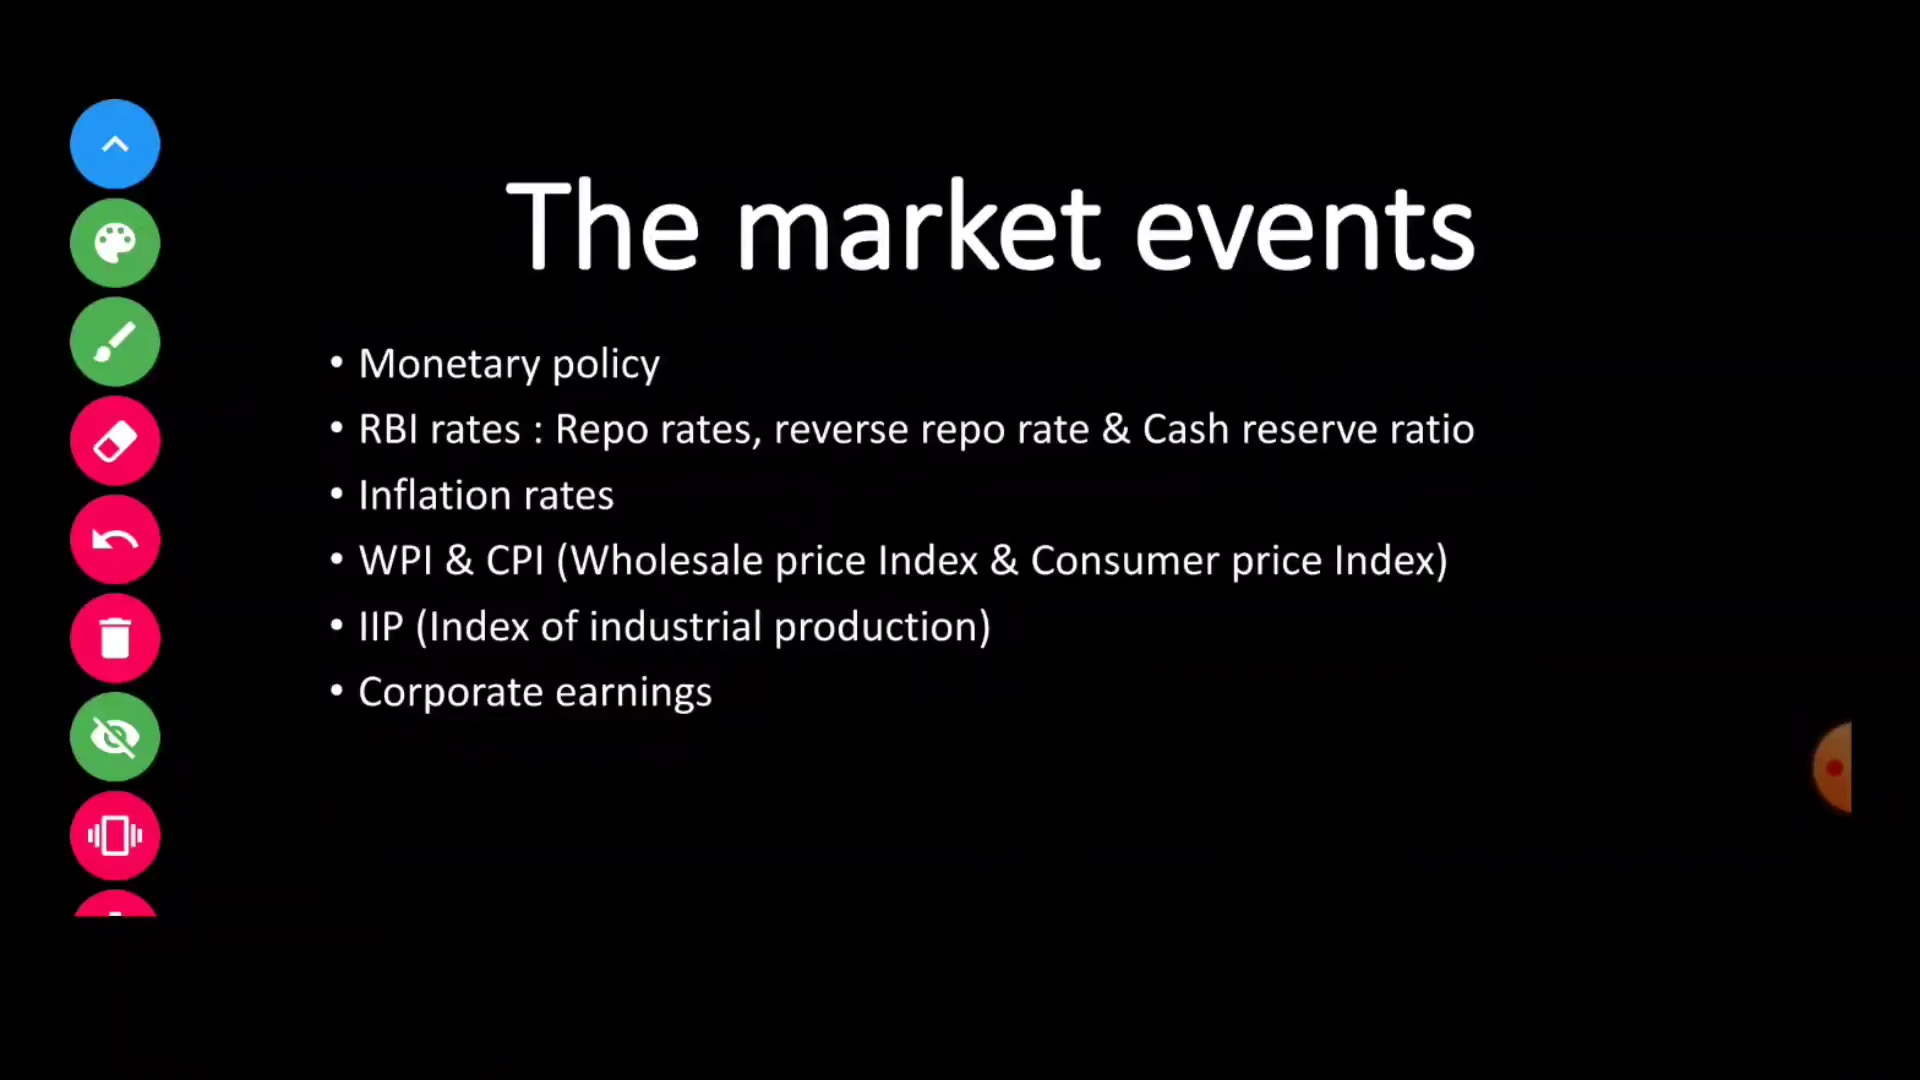 The market events
• Monetary policy
• RBI rates : Repo rates, reverse repo rate & Cash reserve ratio
• Inflation rates
• WPI & CPI (Wholesale price Index & Consumer price Index)
• IIP (Index of industrial production)
• Corporate earnings